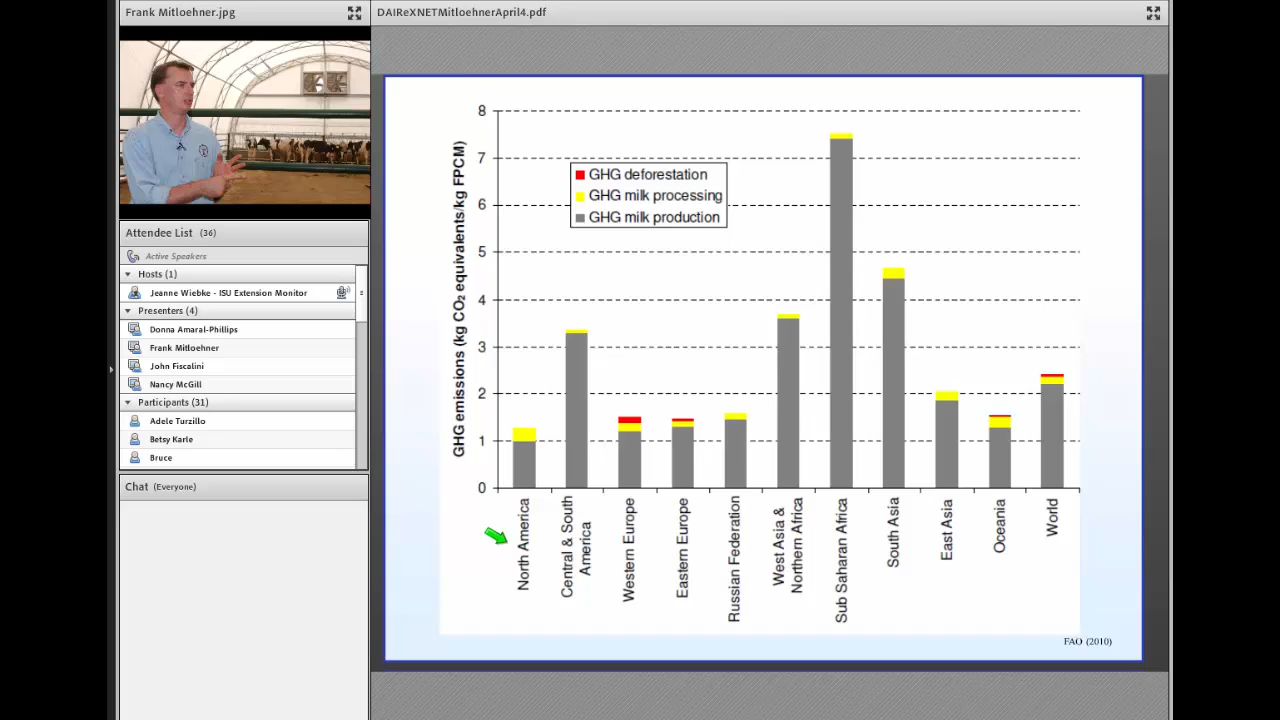 Frank Mitloehner.jpg
DAIReXNETMitloehnerApril4.pdf
Attendee List (36)
Active Speakers
Hosts (1)
Jeanne Wiebke - ISU Extension Monitor
Presenters (4)
Donna Amaral-Phillips
Frank Mitloehner
John Fiscalini
Nancy McGill
Participants (31)
Adele Turzillo
Betsy Karle
Bruce
Chat (Everyone)
GHG emissions (kg CO₂ equivalents/kg FPCM)
8
7
6
5
4
3
2
1
0
GHG deforestation
GHG milk processing
GHG milk production
North America
Central & South
America
Western Europe
Eastern Europe
Russian Federation
West Asia &
Northern Africa
Sub Saharan Africa
South Asia
East Asia
Oceania
World
FAO (2010)